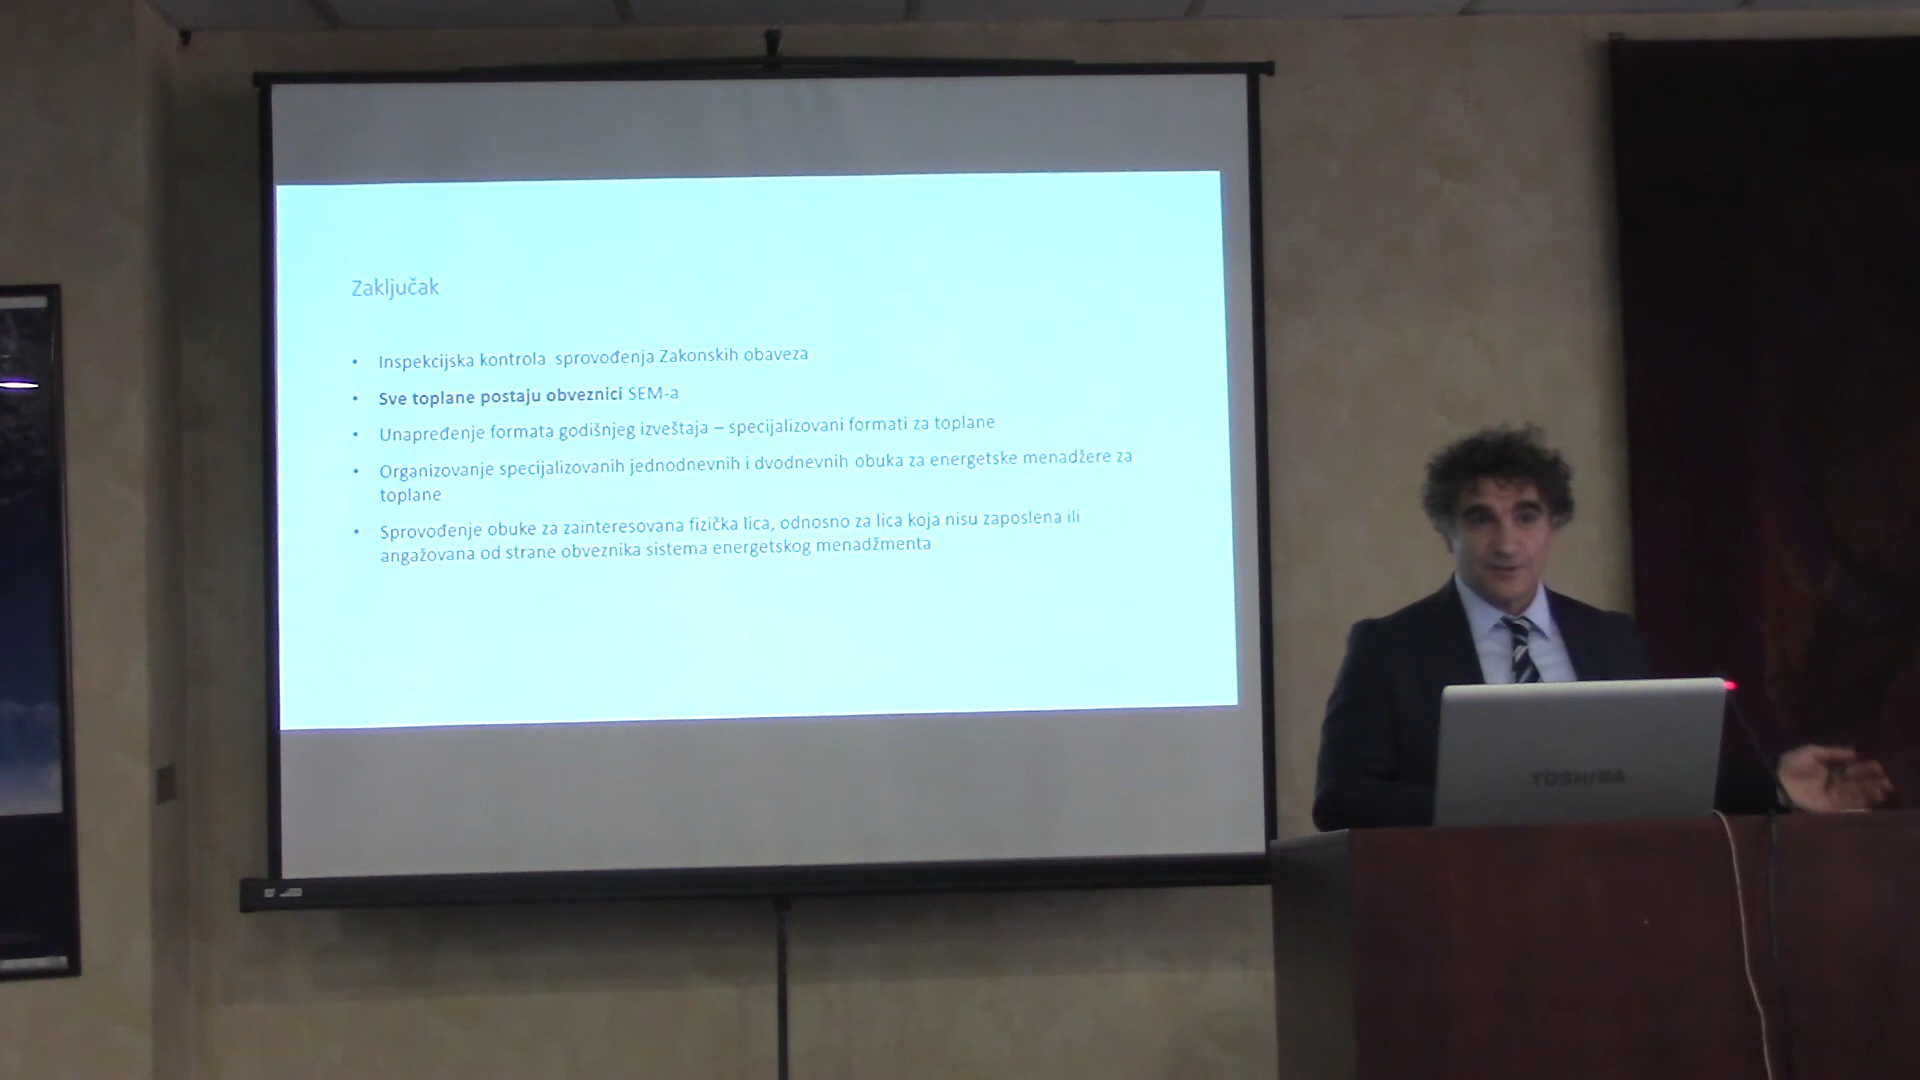 Zaključak
• Inspekcijska kontrola sprovođenja Zakonskih obaveza
• Sve toplane postaju obveznici SEM-a
• Unapređenje formata godišnjeg izveštaja – specijalizovani formati za toplane
• Organizovanje specijalizovanih jednodnevnih i dvodnevnih obuka za energetske menadžere za
toplane
• Sprovođenje obuke za zainteresovana fizička lica, odnosno za lica koja nisu zaposlena ili
angažovana od strane obveznika sistema energetskog menadžmenta
TOSHIBA